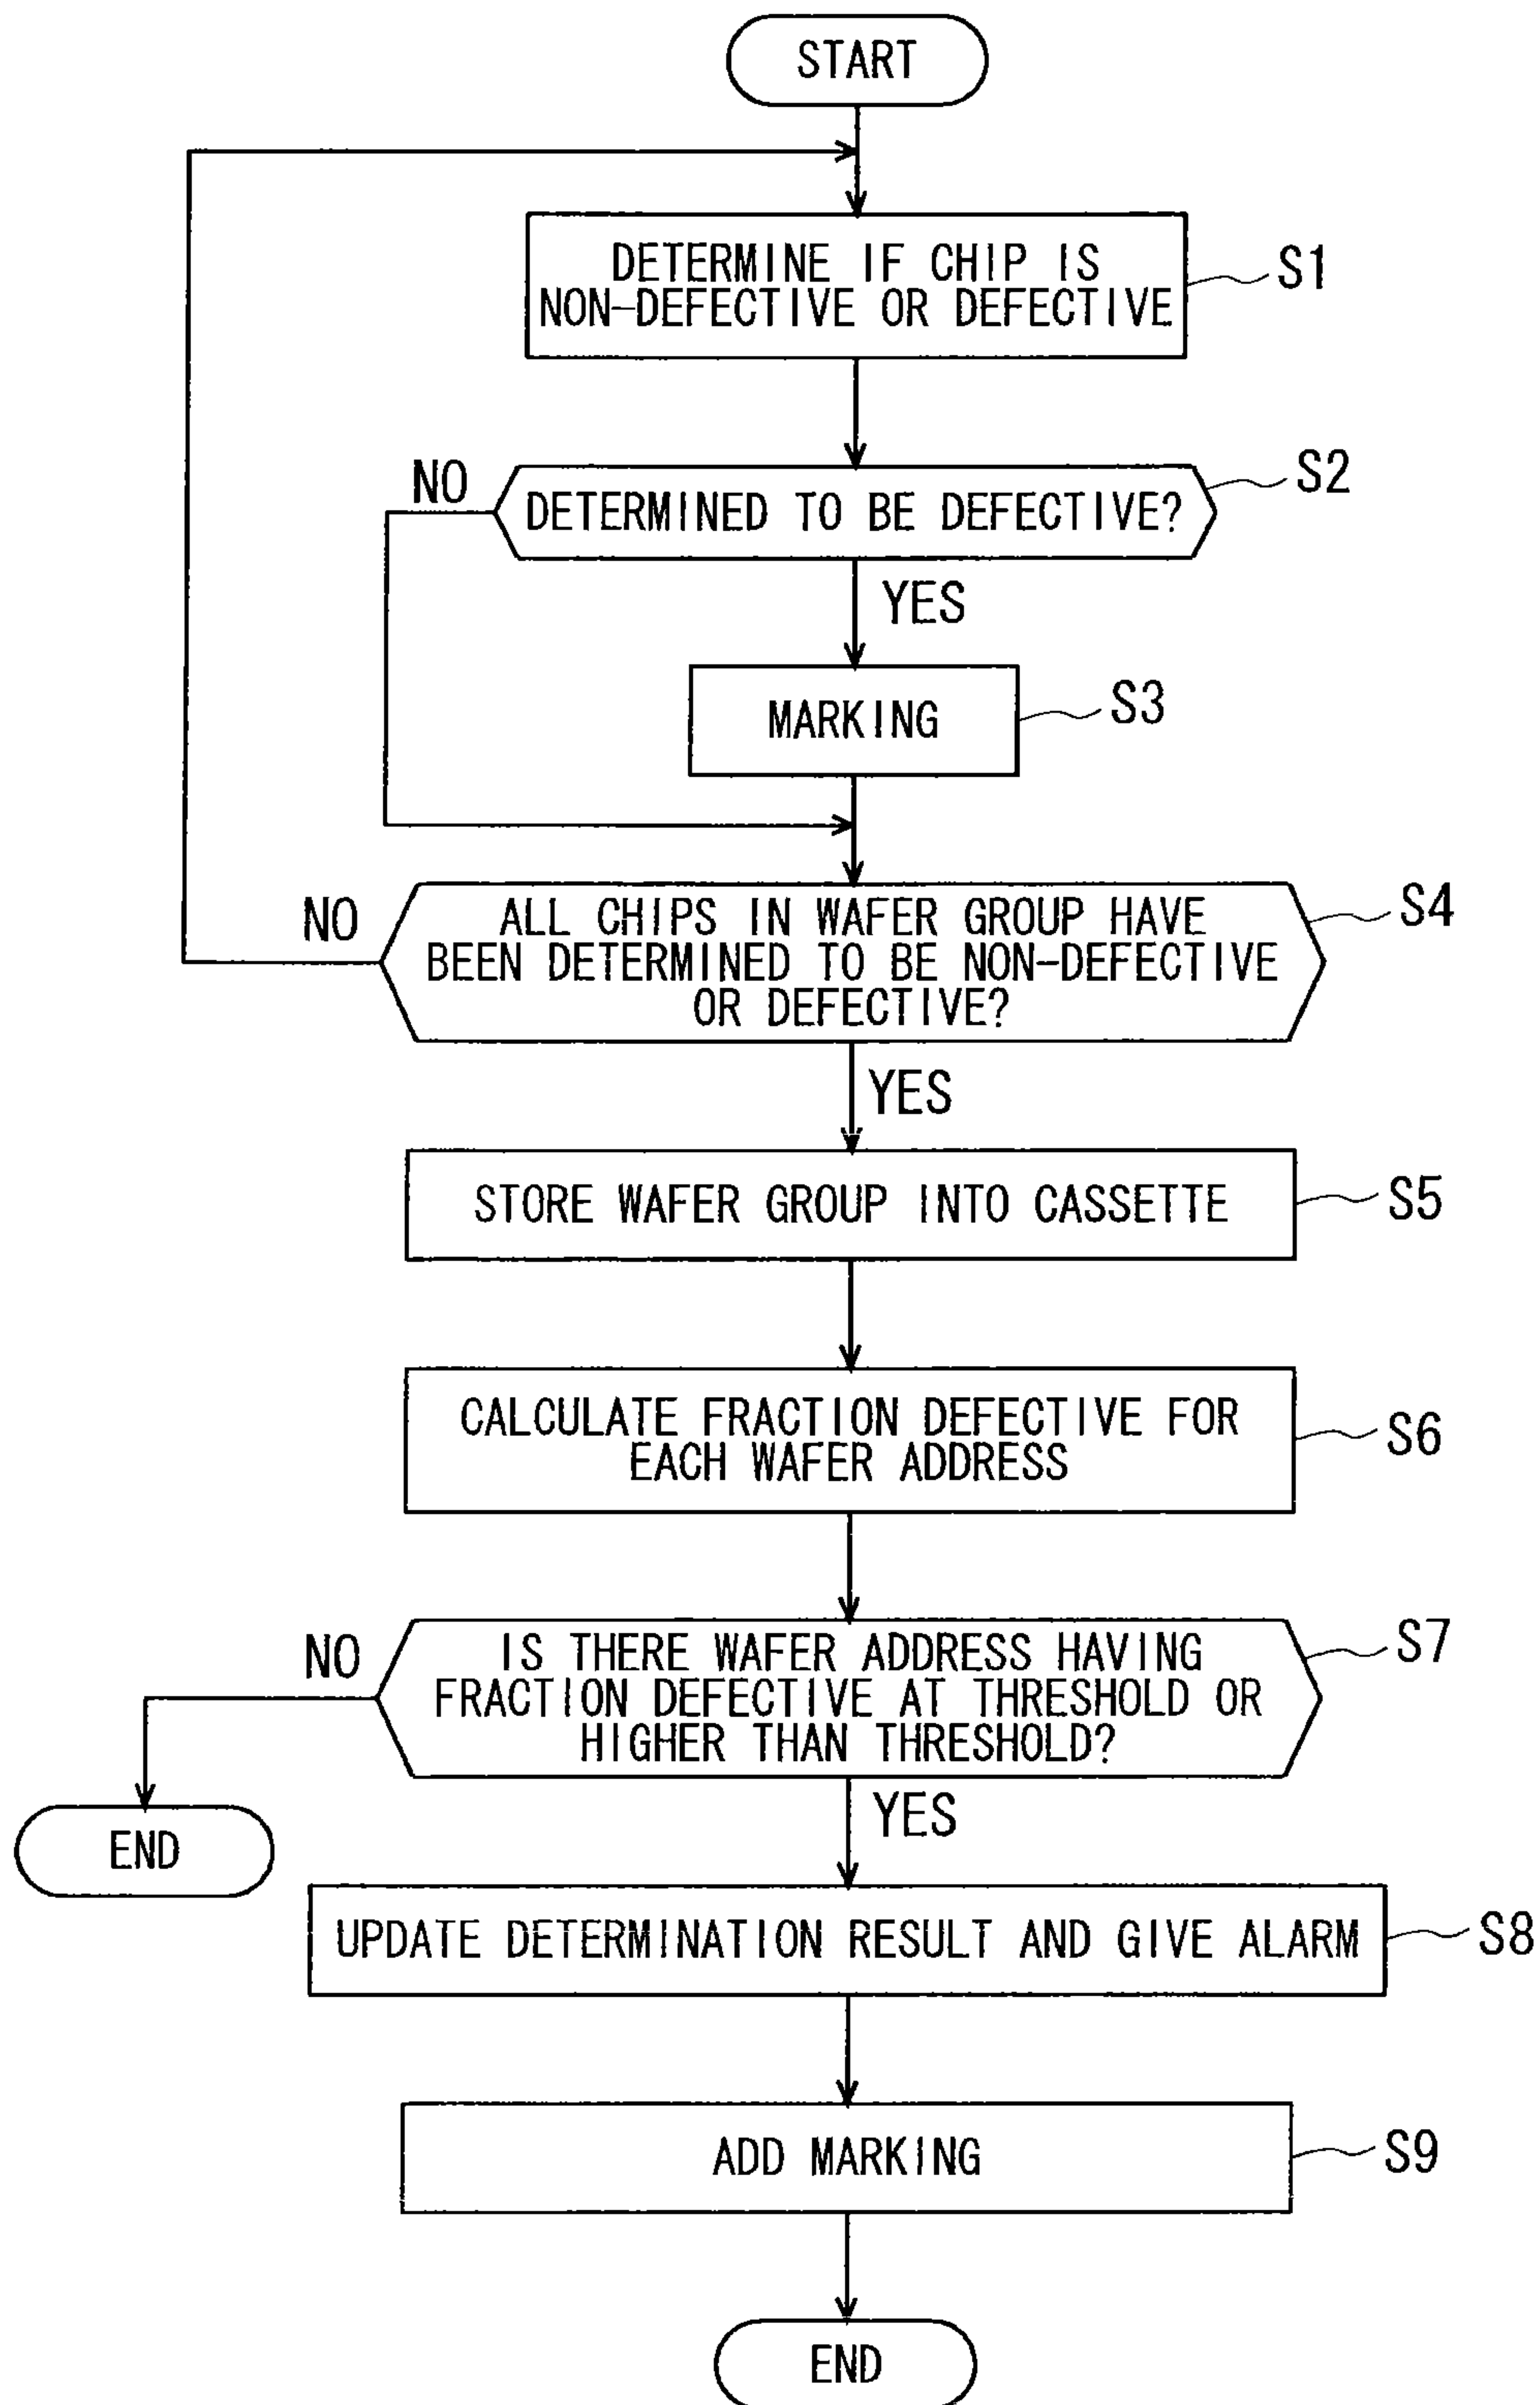 START
DETERMINE IF CHIP IS
NON-DEFECTIVE OR DEFECTIVE
S1
NO
DETERMINED TO BE DEFECTIVE?
S2
YES
MARKING
S3
NO
ALL CHIPS IN WAFER GROUP HAVE
BEEN DETERMINED TO BE NON-DEFECTIVE
OR DEFECTIVE?
S4
YES
STORE WAFER GROUP INTO CASSETTE
S5
CALCULATE FRACTION DEFECTIVE FOR
EACH WAFER ADDRESS
S6
NO
IS THERE WAFER ADDRESS HAVING
FRACTION DEFECTIVE AT THRESHOLD OR
HIGHER THAN THRESHOLD?
S7
END
YES
UPDATE DETERMINATION RESULT AND GIVE ALARM
S8
ADD MARKING
S9
END